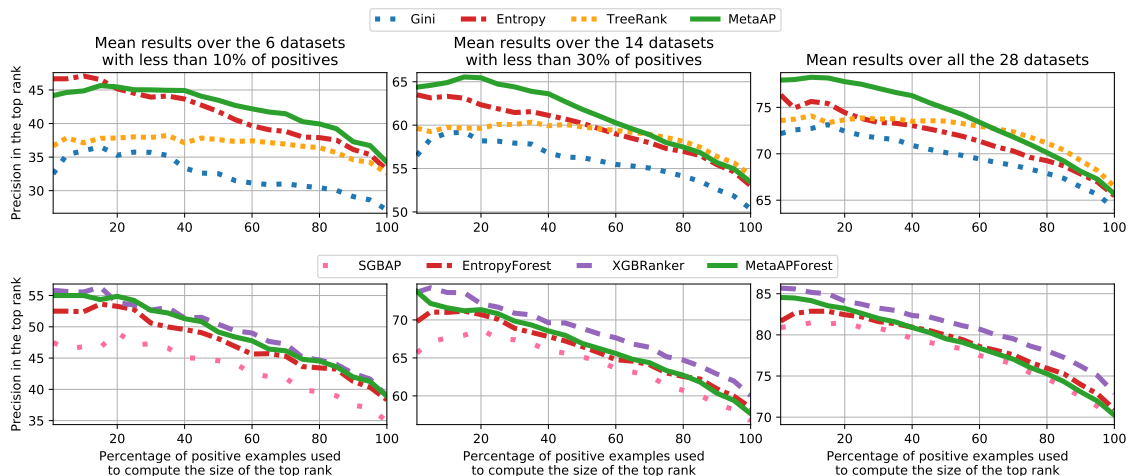 Gini Entropy TreeRank MetaAP
Mean results over the 6 datasets
with less than 10% of positives
Mean results over the 14 datasets
with less than 30% of positives
Mean results over all the 28 datasets
Precision in the top rank
45
40
35
30
20 40 60 80 100
65
60
55
50
20 40 60 80 100
75
70
65
20 40 60 80 100
SGBAP EntropyForest XGBRanker MetaAPForest
Precision in the top rank
55
50
45
40
35
20 40 60 80 100
70
65
60
20 40 60 80 100
85
80
75
70
20 40 60 80 100
Percentage of positive examples used
to compute the size of the top rank
Percentage of positive examples used
to compute the size of the top rank
Percentage of positive examples used
to compute the size of the top rank